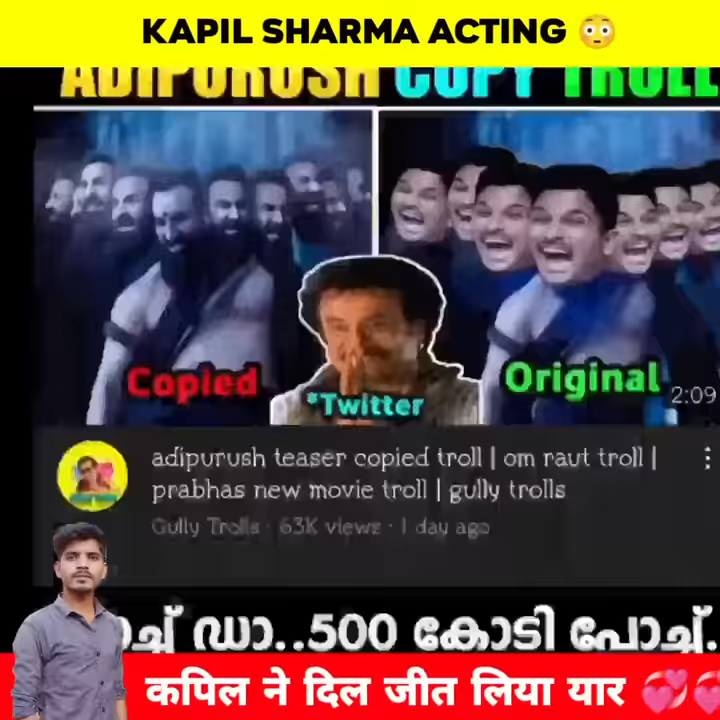 KAPIL SHARMA ACTING 😳
ADIPURUSH COPY TROLL
Copied
*Twitter
Original
2:09
adipurush teaser copied troll | om raut troll |
prabhas new movie troll | gully trolls
Gully Trolls · 63K views · 1 day ago
ഡാ..500 കോടി പോച്ച്.
कपिल ने दिल जीत लिया यार 💞💞